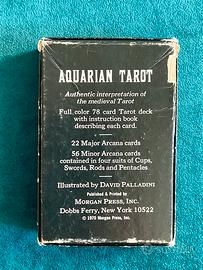 AQUARIAN TAROT
Authentic interpretation of
the medieval Tarot
Full color 78 card Tarot deck
with instruction book
describing each card.
22 Major Arcana cards
56 Minor Arcana cards
contained in four suits of Cups,
Swords, Rods and Pentacles
Illustrated by DAVID PALLADINI
Published & Printed by
MORGAN PRESS, INC.
Dobbs Ferry, New York 10522
© 1970 Morgan Press, Inc.